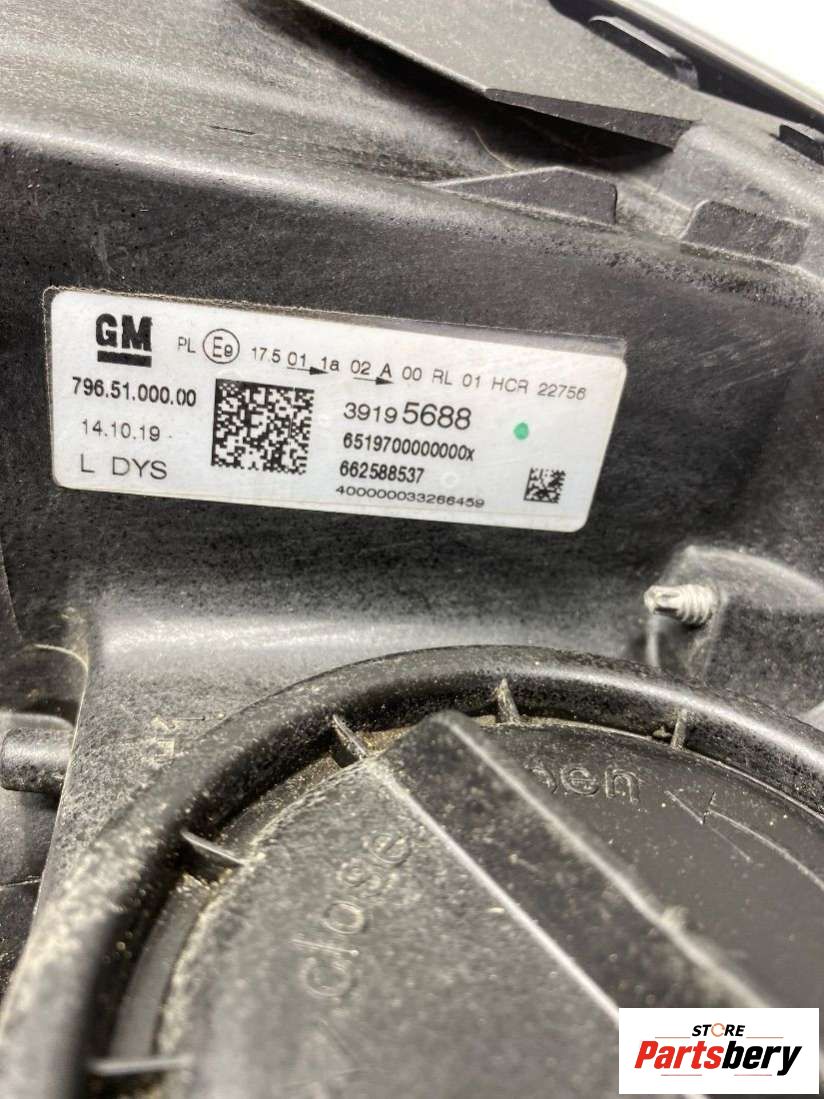 GM
PL E9 17.5 01 1a 02 A 00 RL 01 HCR 22756
796.51.000.00
39195688
14.10.19
6519700000000x
L DYS
662588537
400000033266459
close
STORE
Partsbery